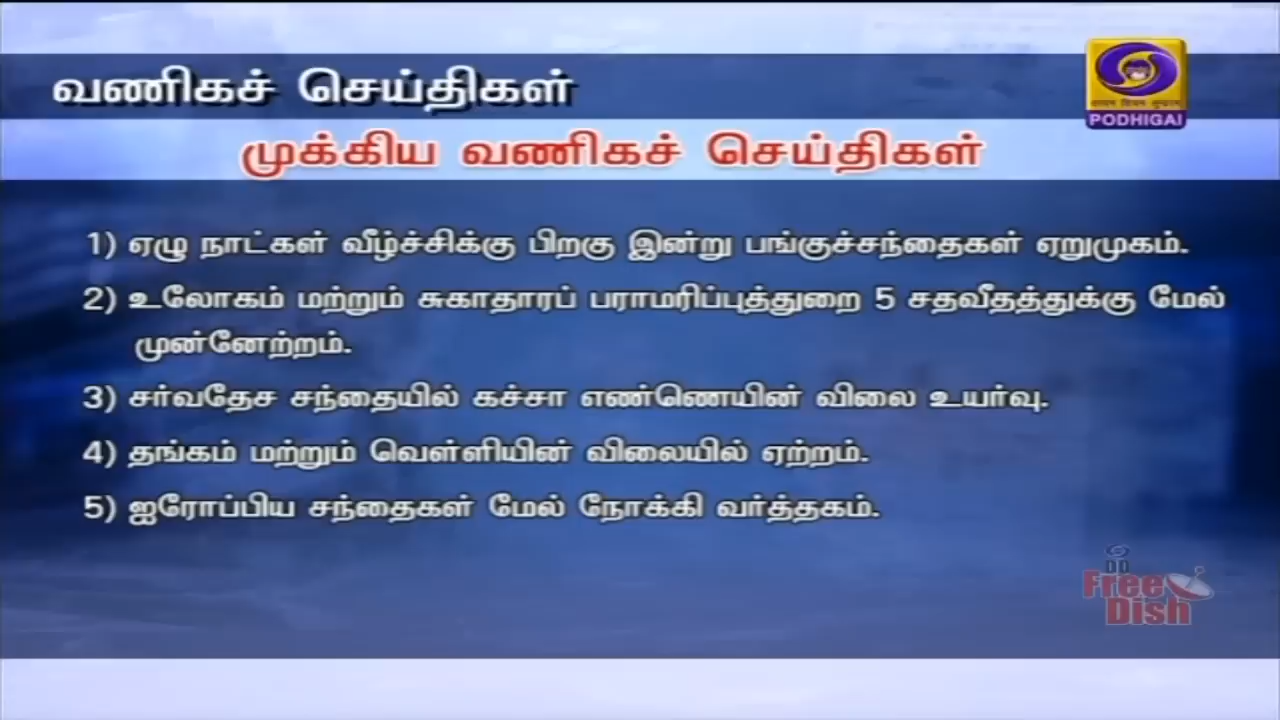 வணிகச் செய்திகள்
PODHIGAI
முக்கிய வணிகச் செய்திகள்
1) ஏழு நாட்கள் வீழ்ச்சிக்கு பிறகு இன்று பங்குச்சந்தைகள் ஏறுமுகம்.
2) உலோகம் மற்றும் சுகாதாரப் பராமரிப்புத்துறை 5 சதவீதத்துக்கு மேல்
முன்னேற்றம்.
3) சர்வதேச சந்தையில் கச்சா எண்ணெயின் விலை உயர்வு.
4) தங்கம் மற்றும் வெள்ளியின் விலையில் ஏற்றம்.
5) ஐரோப்பிய சந்தைகள் மேல் நோக்கி வர்த்தகம்.
DD
Free
Dish